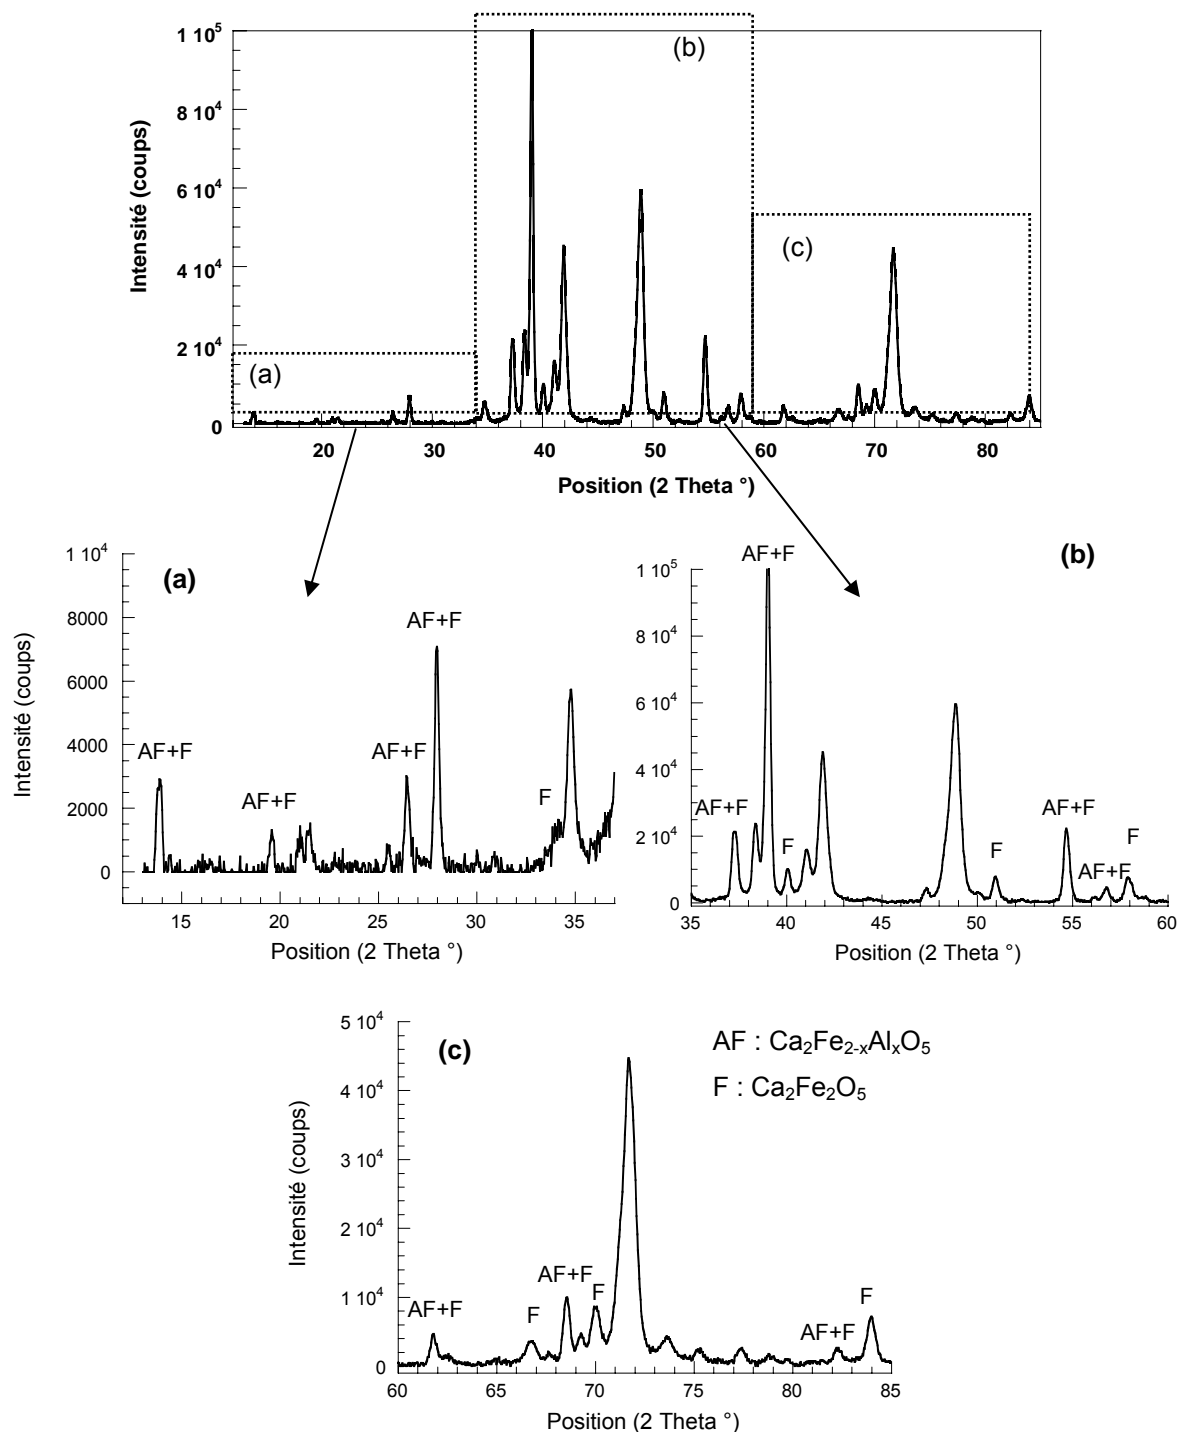 1 10⁵
8 10⁴
6 10⁴
4 10⁴
2 10⁴
0
Intensité (coups)
(a)
(b)
(c)
20 30 40 50 60 70 80
Position (2 Theta °)
(a)
1 10⁴
8000
6000
4000
2000
0
Intensité (coups)
AF+F
AF+F
AF+F
AF+F
F
15 20 25 30 35
Position (2 Theta °)
(b)
1 10⁵
8 10⁴
6 10⁴
4 10⁴
2 10⁴
0
AF+F
AF+F
F
F
AF+F
AF+F
F
35 40 45 50 55 60
Position (2 Theta °)
(c)
5 10⁴
4 10⁴
3 10⁴
2 10⁴
1 10⁴
0
Intensité (coups)
AF : Ca₂Fe₂₋ₓAlₓO₅
F : Ca₂Fe₂O₅
AF+F
F
AF+F
F
AF+F
F
60 65 70 75 80 85
Position (2 Theta °)